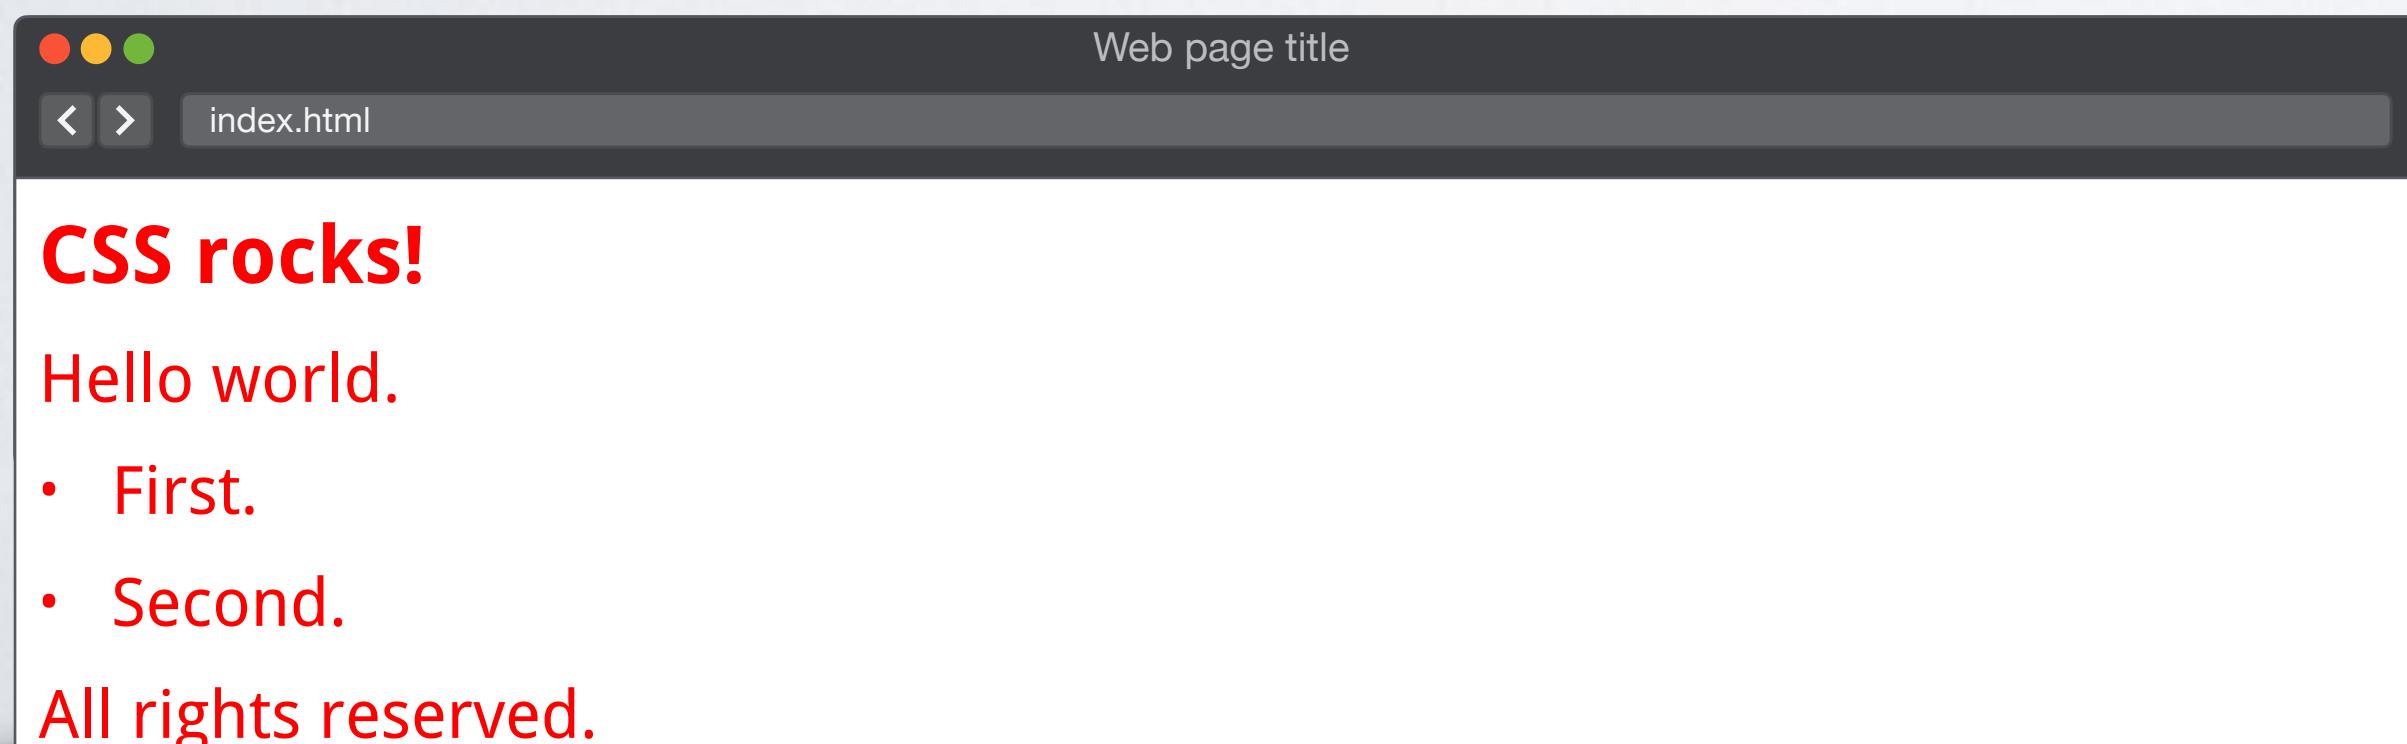 Web page title
index.html
CSS rocks!
Hello world.
• First.
• Second.
All rights reserved.